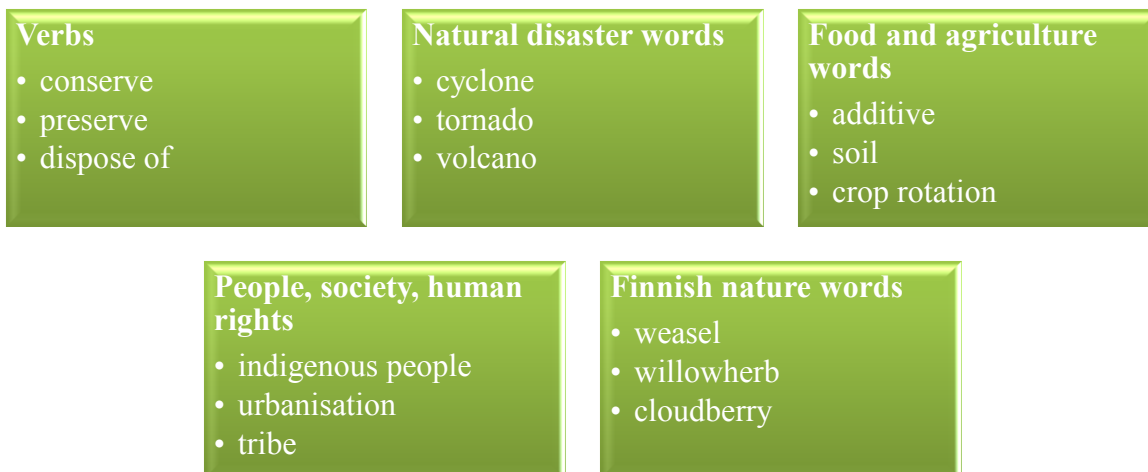 Verbs
• conserve
• preserve
• dispose of
Natural disaster words
• cyclone
• tornado
• volcano
Food and agriculture
words
• additive
• soil
• crop rotation
People, society, human
rights
• indigenous people
• urbanisation
• tribe
Finnish nature words
• weasel
• willowherb
• cloudberry